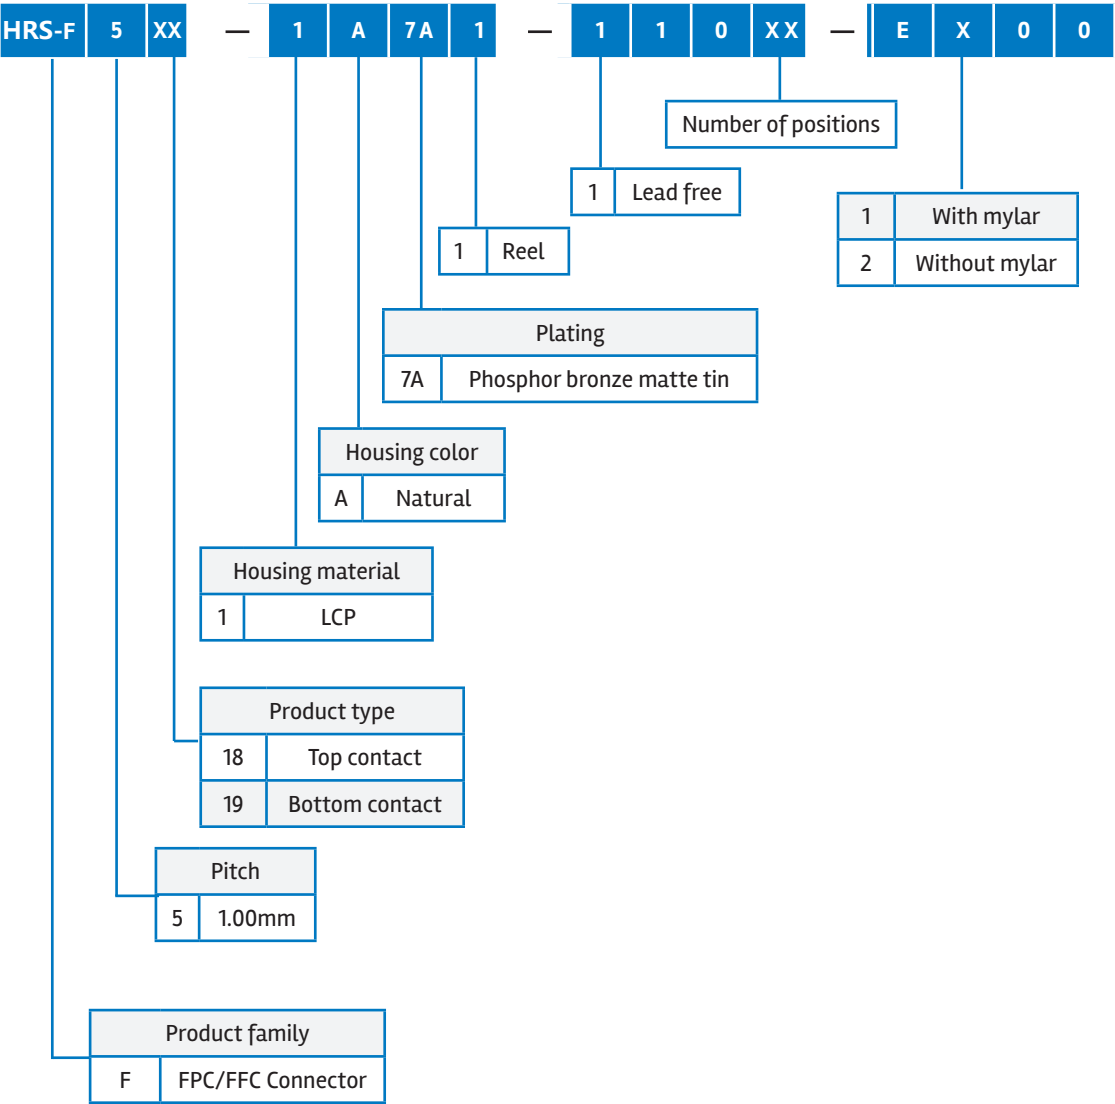 HRS-F 5 XX — 1 A 7A 1 — 1 1 0 XX — E X 0 0
Number of positions
1 Lead free
1 With mylar
2 Without mylar
1 Reel
Plating
7A Phosphor bronze matte tin
Housing color
A Natural
Housing material
1 LCP
Product type
18 Top contact
19 Bottom contact
Pitch
5 1.00mm
Product family
F FPC/FFC Connector